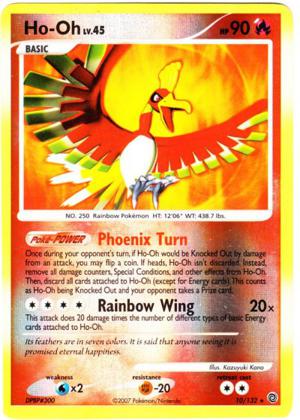 Ho-Oh LV.45
HP 90
BASIC
NO. 250 Rainbow Pokémon HT: 12'06" WT: 438.7 lbs.
Poké-POWER Phoenix Turn
Once during your opponent's turn, if Ho-Oh would be Knocked Out by damage
from an attack, you may flip a coin. If heads, Ho-Oh isn't discarded. Instead,
remove all damage counters, Special Conditions, and other effects from Ho-Oh.
Then, discard all cards attached to Ho-Oh (except for Energy cards). This counts
as Ho-Oh being Knocked Out and your opponent takes a Prize card.
Rainbow Wing 20×
This attack does 20 damage times the number of different types of basic
Energy cards attached to Ho-Oh.
Its feathers are in seven colors. It is said that anyone seeing it is
promised eternal happiness.
Illus. Kazuyuki Kano
weakness resistance retreat cost
×2 -20
DPBP#300 ©2007 Pokémon/Nintendo 10/132